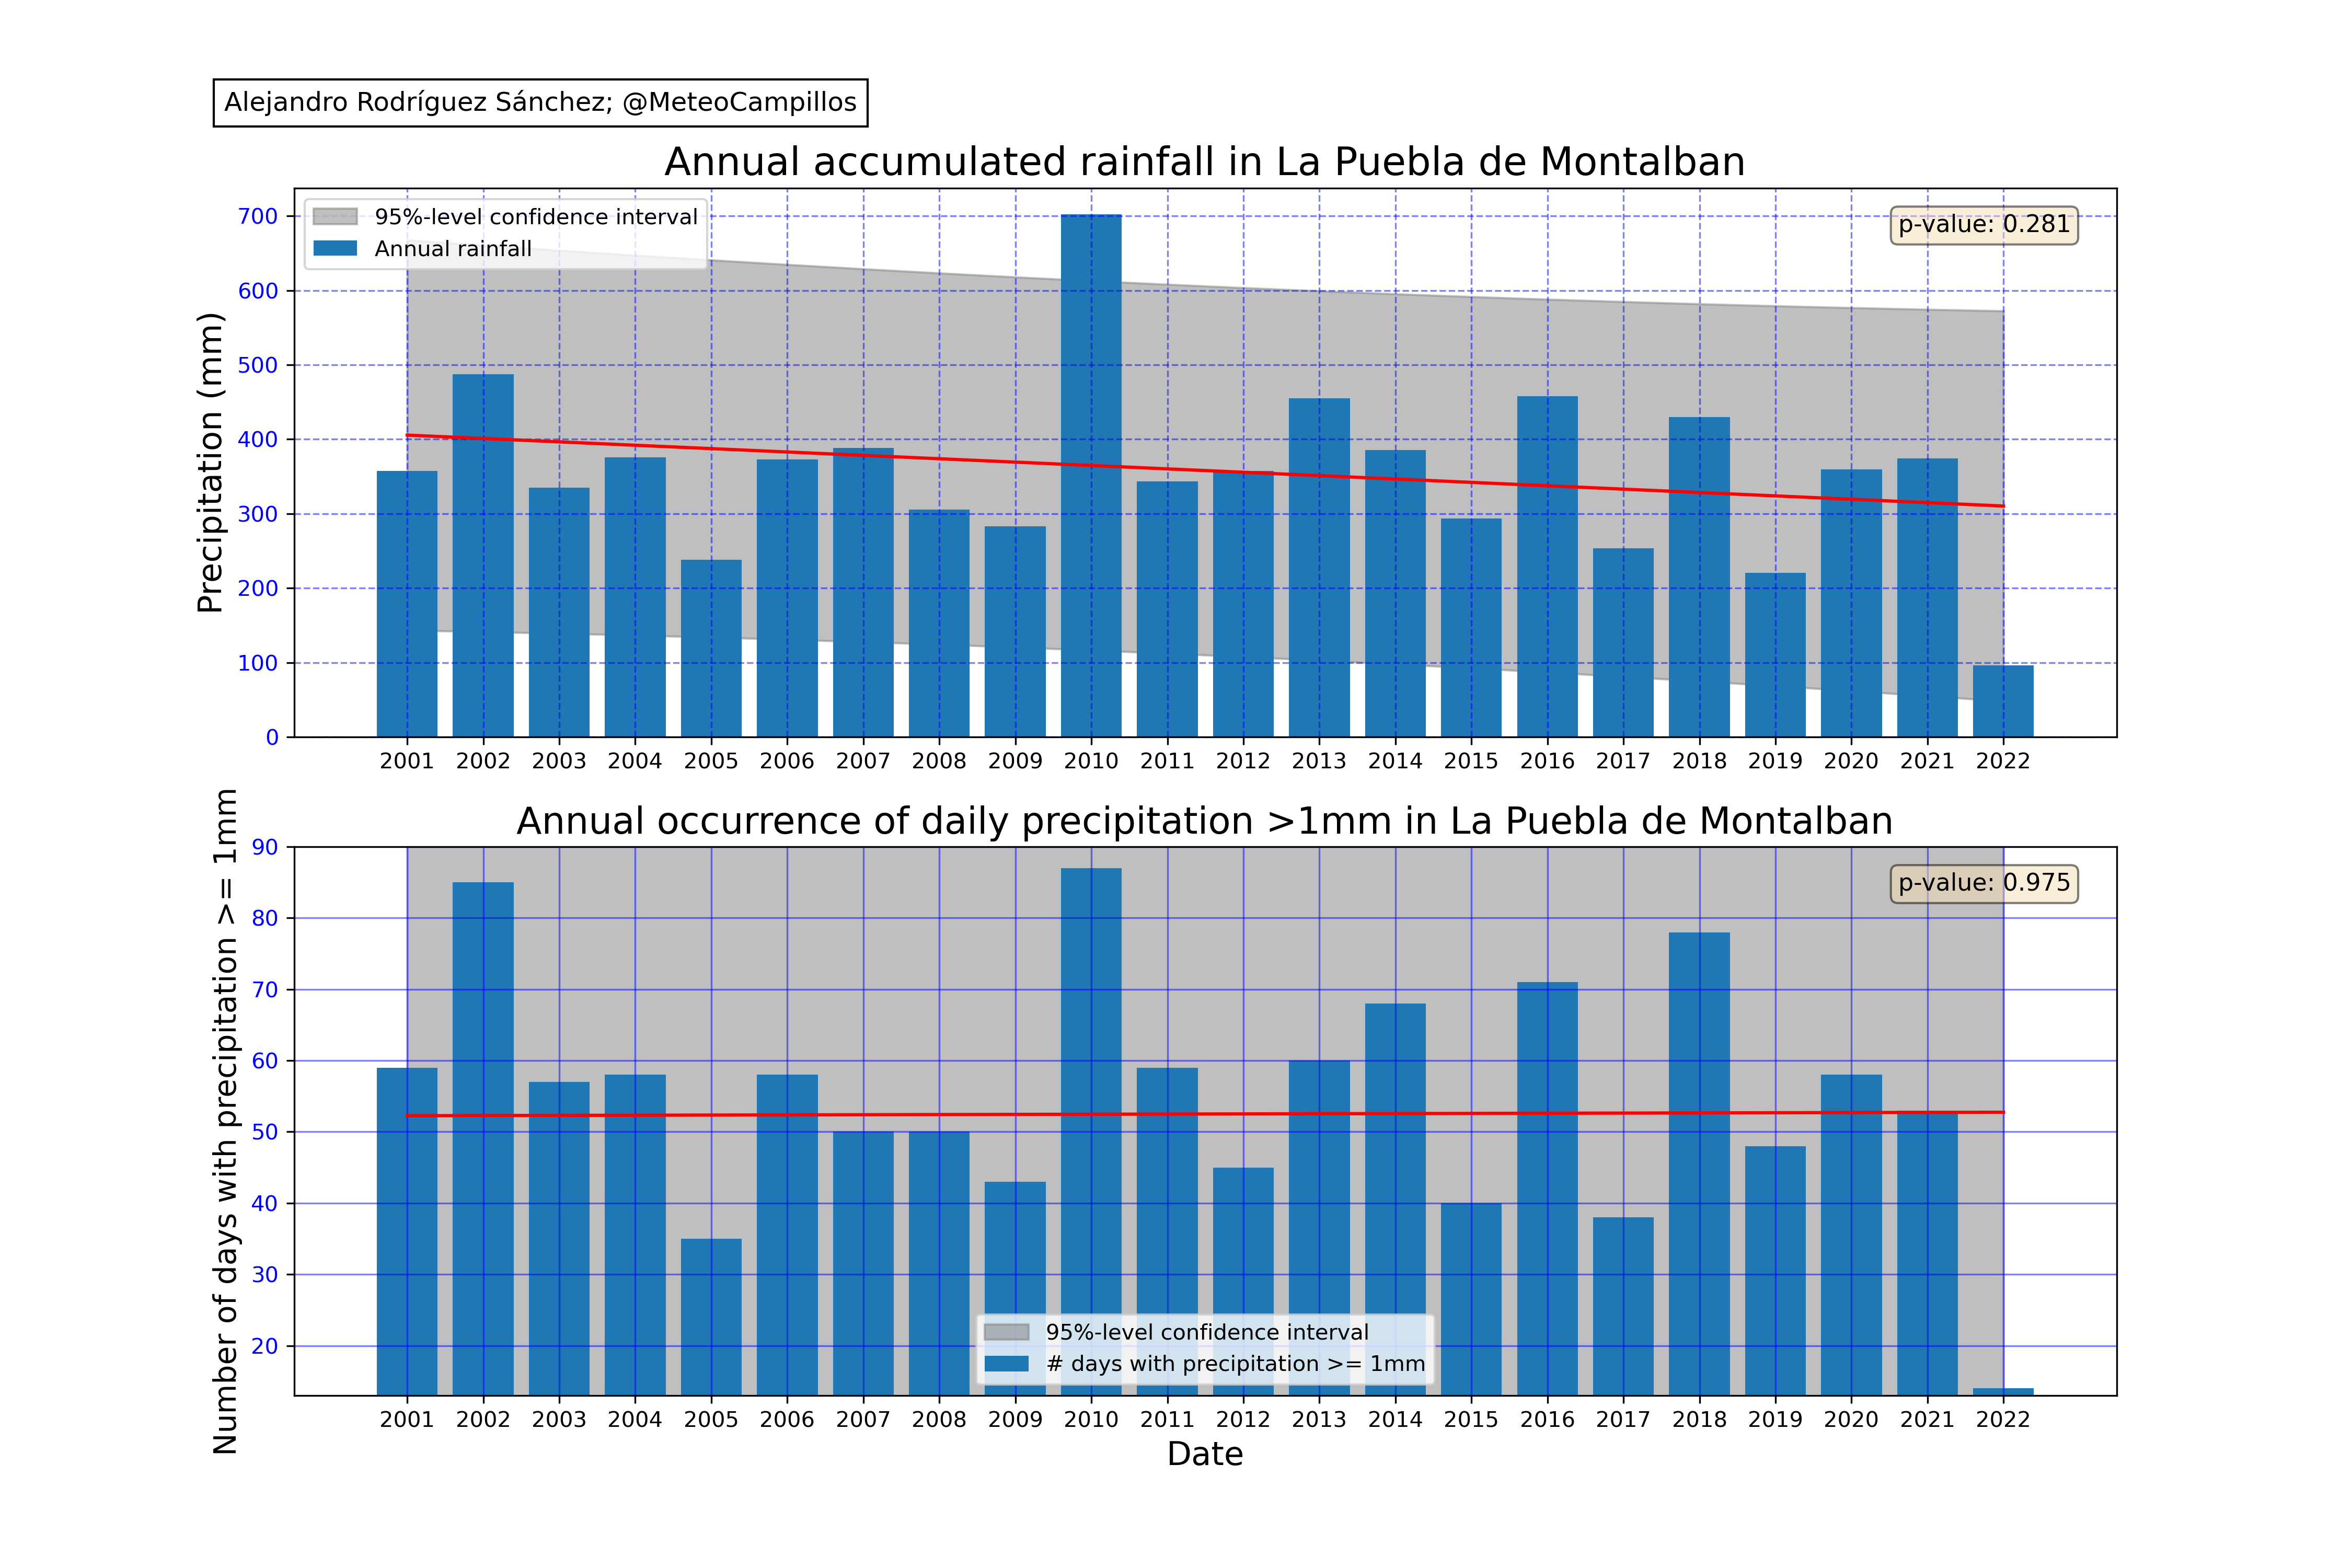 Alejandro Rodríguez Sánchez; @MeteoCampillos
Annual accumulated rainfall in La Puebla de Montalban
95%-level confidence interval
Annual rainfall
p-value: 0.281
Precipitation (mm)
700
600
500
400
300
200
100
0
2001 2002 2003 2004 2005 2006 2007 2008 2009 2010 2011 2012 2013 2014 2015 2016 2017 2018 2019 2020 2021 2022
Annual occurrence of daily precipitation >1mm in La Puebla de Montalban
p-value: 0.975
Number of days with precipitation >= 1mm
90
80
70
60
50
40
30
20
95%-level confidence interval
# days with precipitation >= 1mm
2001 2002 2003 2004 2005 2006 2007 2008 2009 2010 2011 2012 2013 2014 2015 2016 2017 2018 2019 2020 2021 2022
Date